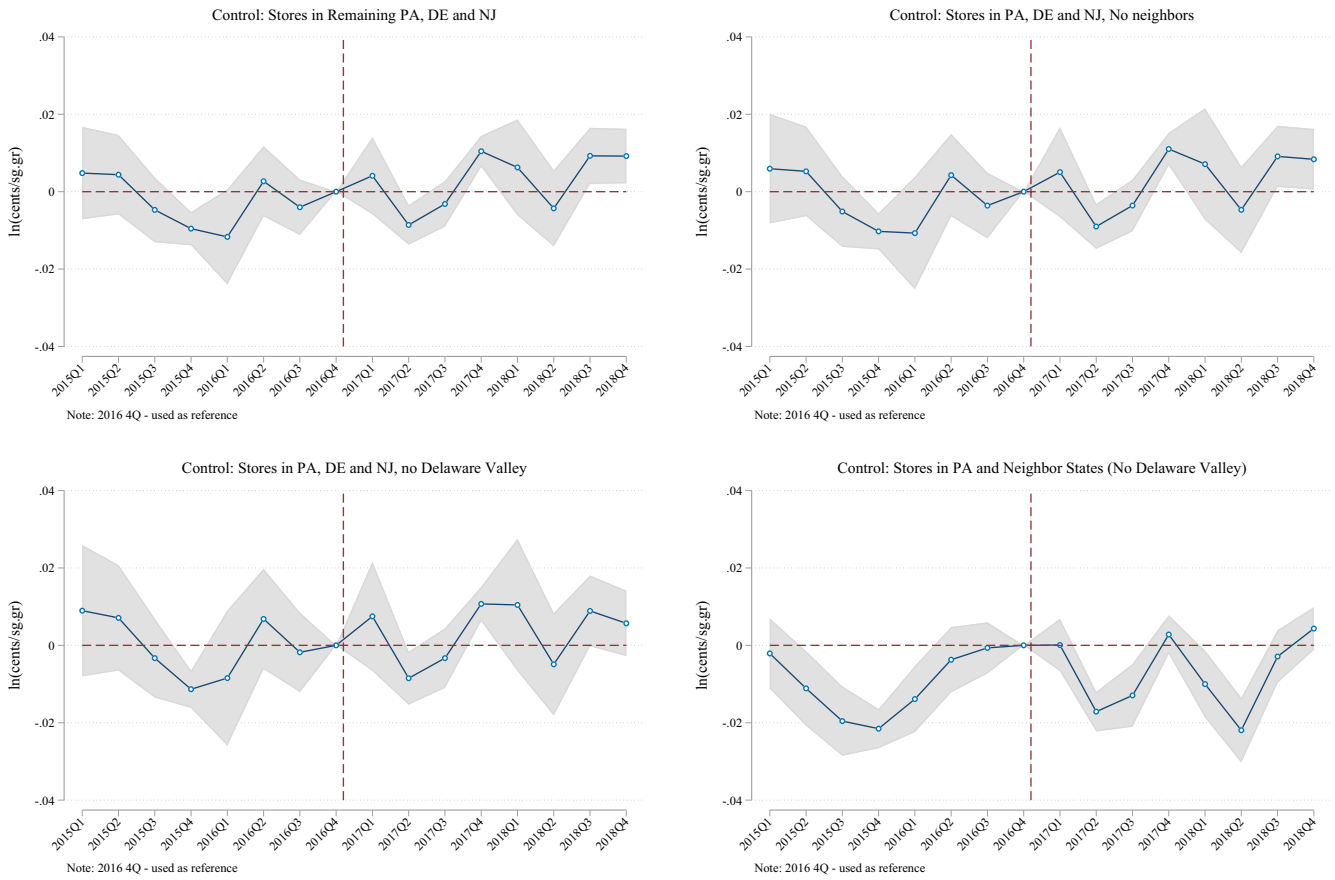 Control: Stores in Remaining PA, DE and NJ
.04
.02
0
-.02
-.04
ln(cents/sg.gr)
2015Q1
2015Q2
2015Q3
2015Q4
2016Q1
2016Q2
2016Q3
2016Q4
2017Q1
2017Q2
2017Q3
2017Q4
2018Q1
2018Q2
2018Q3
2018Q4
Note: 2016 4Q - used as reference
Control: Stores in PA, DE and NJ, No neighbors
.04
.02
0
-.02
-.04
ln(cents/sg.gr)
2015Q1
2015Q2
2015Q3
2015Q4
2016Q1
2016Q2
2016Q3
2016Q4
2017Q1
2017Q2
2017Q3
2017Q4
2018Q1
2018Q2
2018Q3
2018Q4
Note: 2016 4Q - used as reference
Control: Stores in PA, DE and NJ, no Delaware Valley
.04
.02
0
-.02
-.04
ln(cents/sg.gr)
2015Q1
2015Q2
2015Q3
2015Q4
2016Q1
2016Q2
2016Q3
2016Q4
2017Q1
2017Q2
2017Q3
2017Q4
2018Q1
2018Q2
2018Q3
2018Q4
Note: 2016 4Q - used as reference
Control: Stores in PA and Neighbor States (No Delaware Valley)
.04
.02
0
-.02
-.04
ln(cents/sg.gr)
2015Q1
2015Q2
2015Q3
2015Q4
2016Q1
2016Q2
2016Q3
2016Q4
2017Q1
2017Q2
2017Q3
2017Q4
2018Q1
2018Q2
2018Q3
2018Q4
Note: 2016 4Q - used as reference